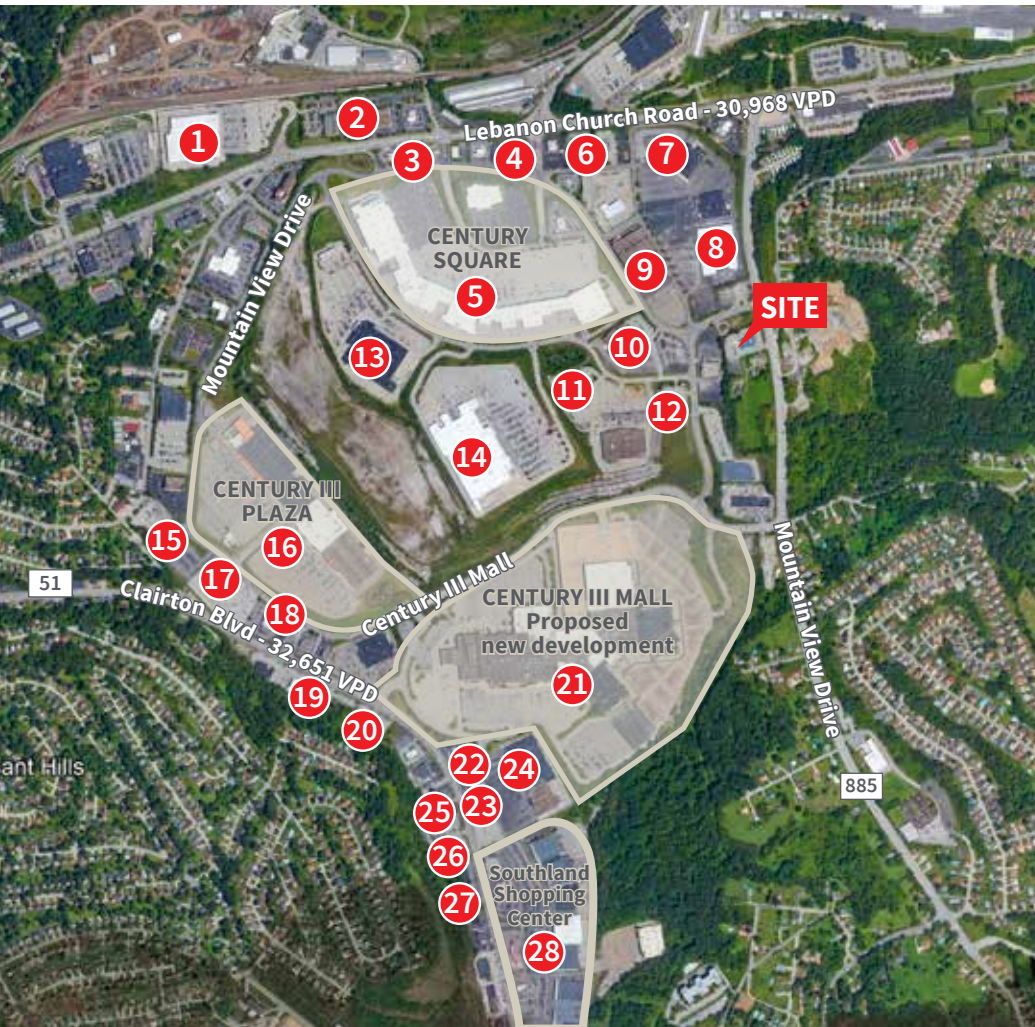 Lebanon Church Road - 30,968 VPD
1
2
3
4
6
7
Mountain View Drive
CENTURY
SQUARE
5
8
9
SITE
10
13
11
12
14
CENTURY III
PLAZA
16
15
17
18
51
Clairton Blvd - 32,651 VPD
Century III Mall
CENTURY III MALL
Proposed
new development
21
Mountain View Drive
19
20
22
24
23
25
885
26
27
Southland
Shopping
Center
28
ant Hills